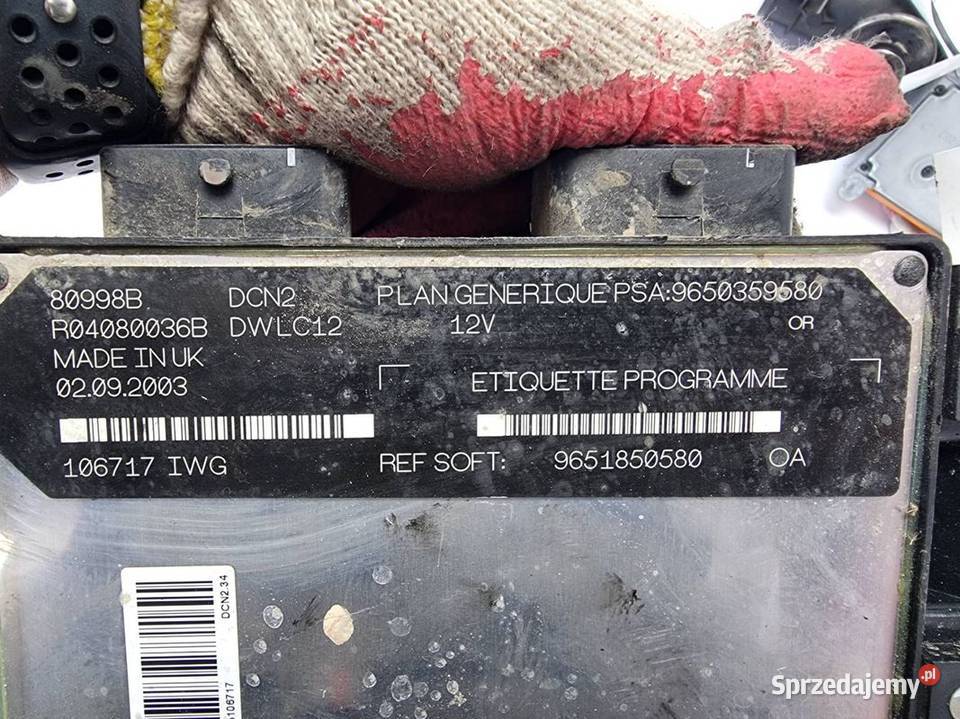 80998B DCN2 PLAN GENERIQUE PSA:9650359580
R04080036B DWLC12 12V OR
MADE IN UK
02.09.2003
ETIQUETTE PROGRAMME
106717 IWG REF SOFT: 9651850580 OA
DCN2.34
106717
Sprzedajemy.pl